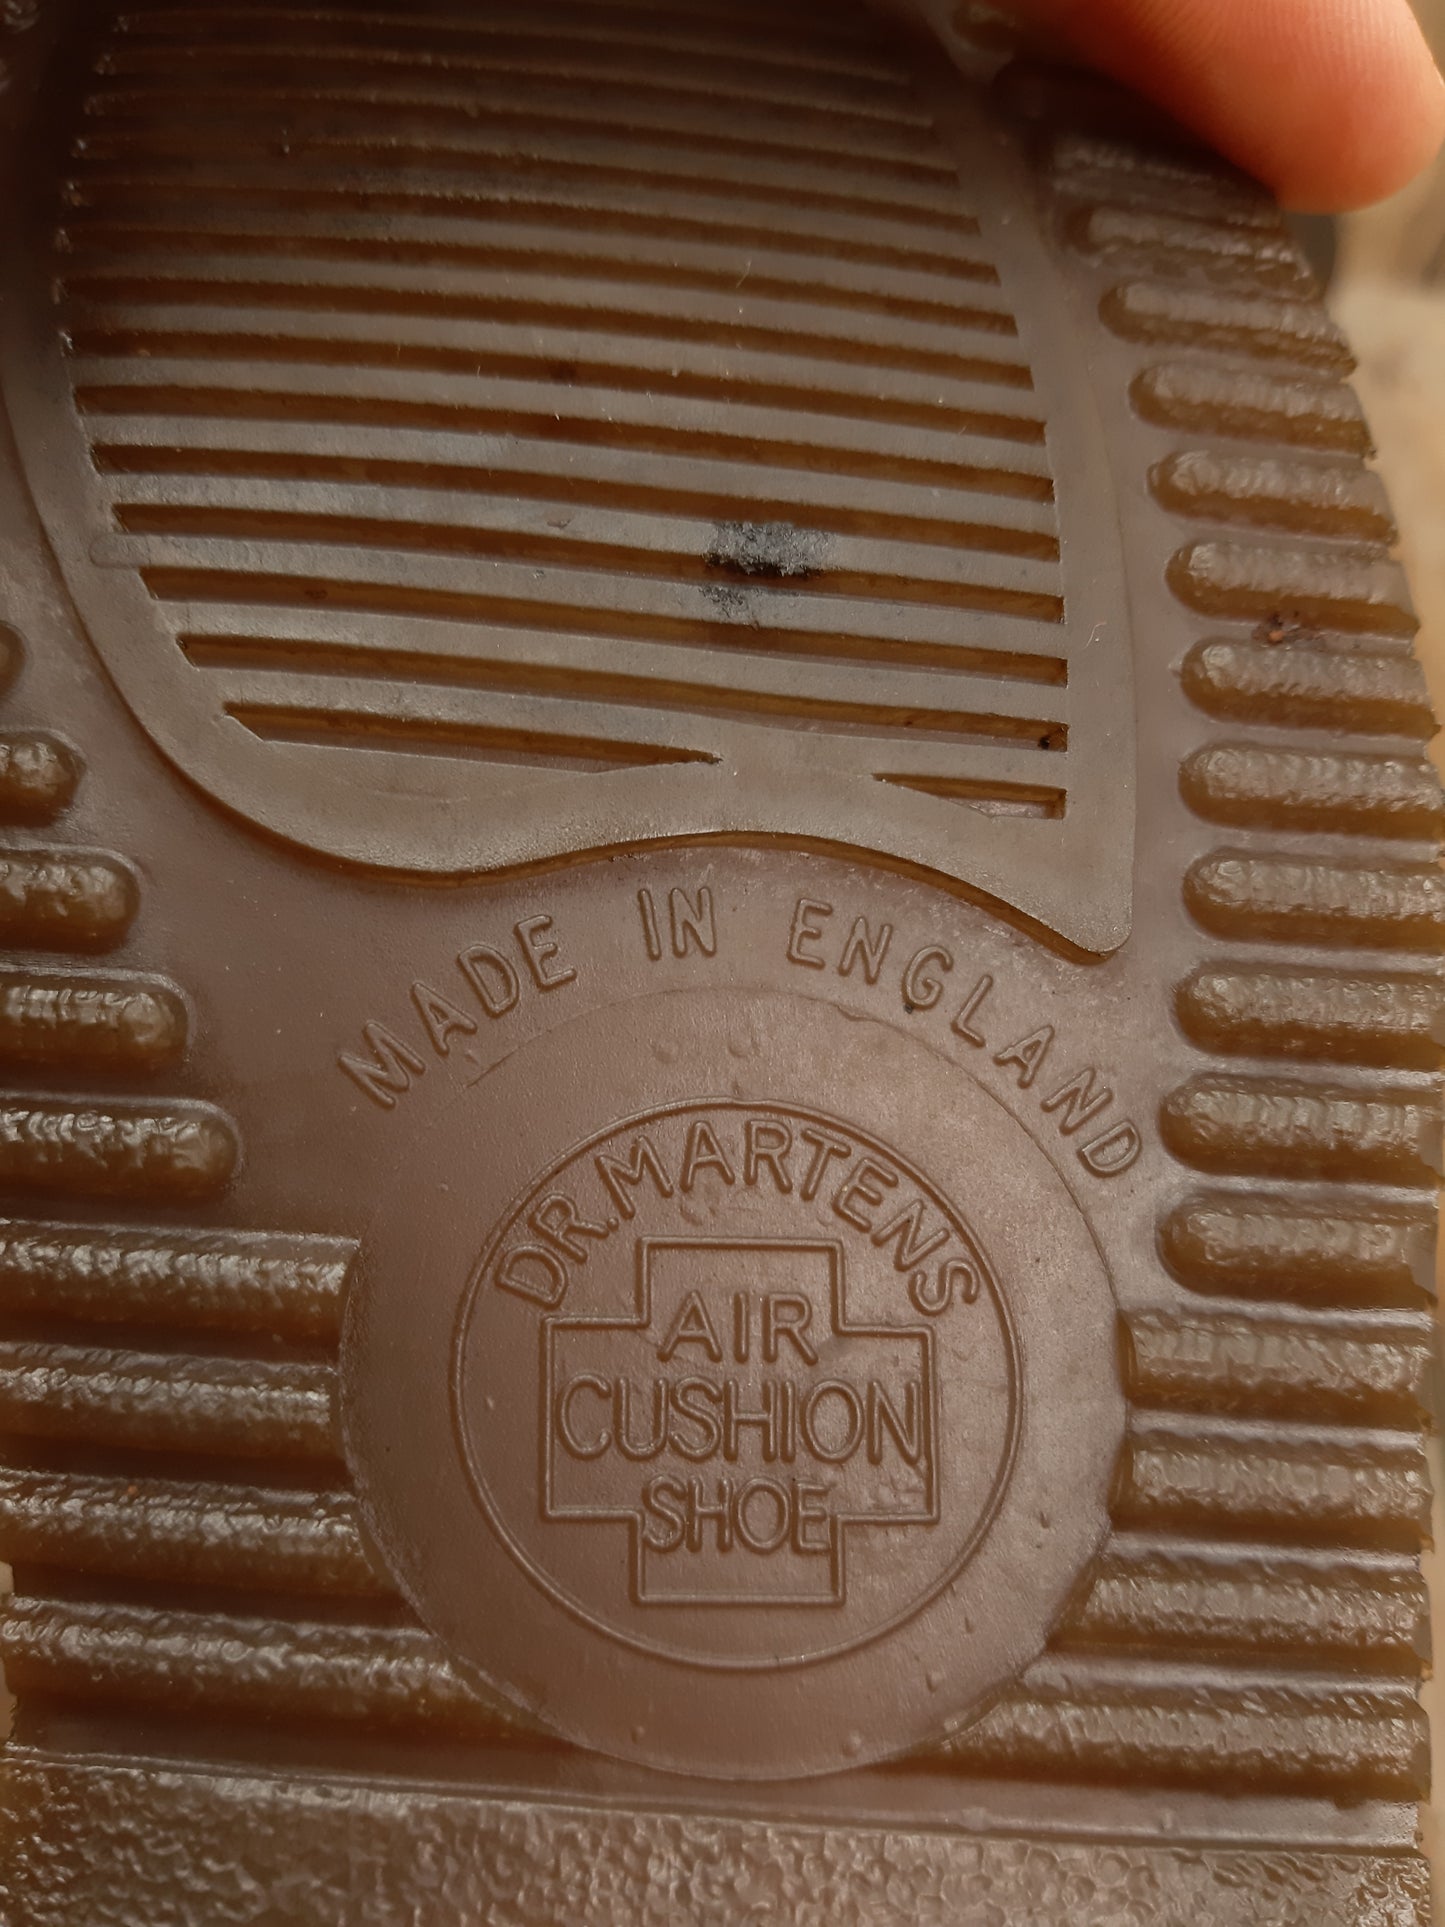 MADE IN ENGLAND
DR.MARTENS
AIR
CUSHION
SHOE